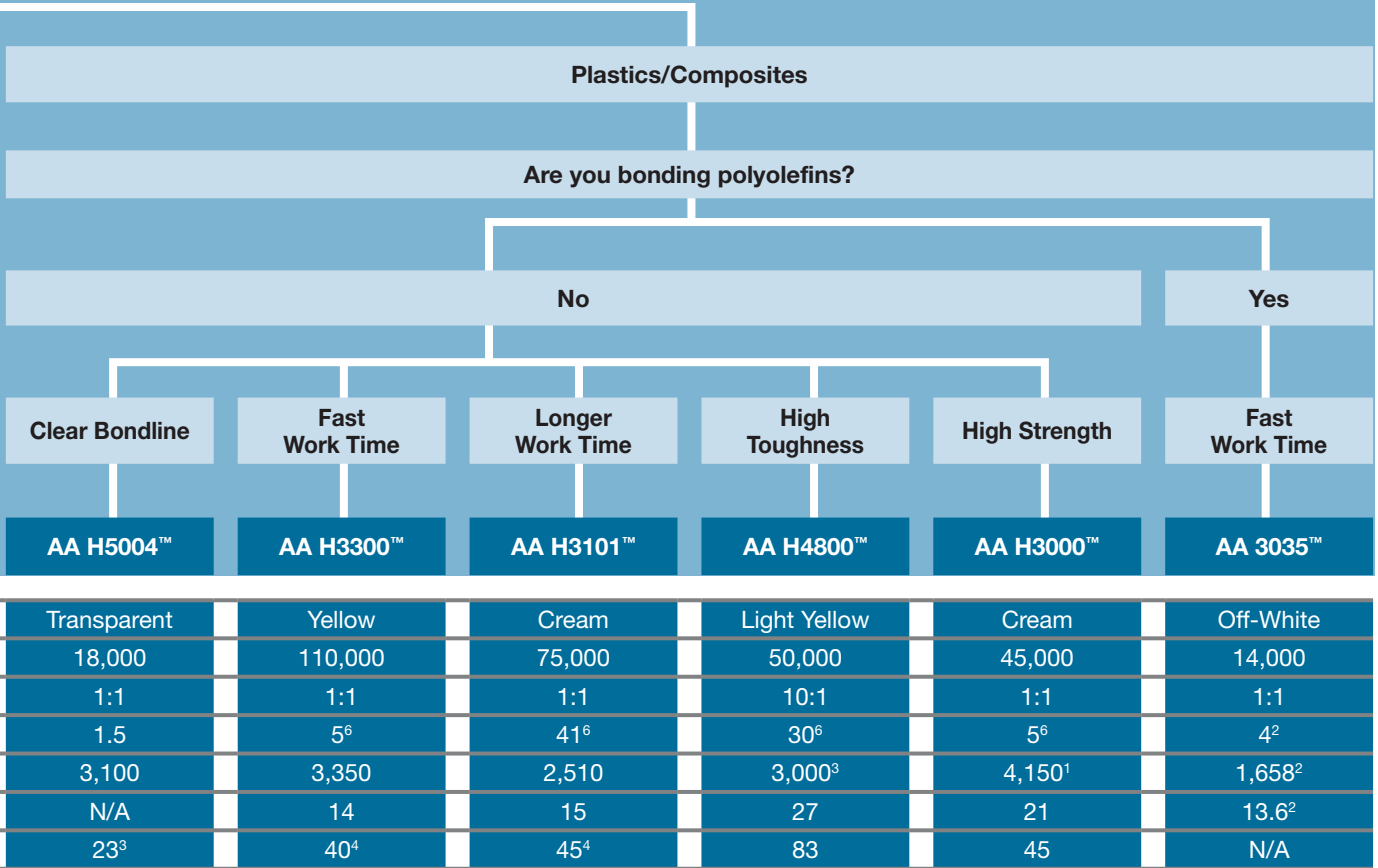 Plastics/Composites
Are you bonding polyolefins?
No Yes
Clear Bondline
Fast
Work Time
Longer
Work Time
High
Toughness
High Strength
Fast
Work Time
AA H5004™ AA H3300™ AA H3101™ AA H4800™ AA H3000™ AA 3035™
Transparent Yellow Cream Light Yellow Cream Off-White
18,000 110,000 75,000 50,000 45,000 14,000
1:1 1:1 1:1 10:1 1:1 1:1
1.5 5⁶ 41⁶ 30⁶ 5⁶ 4²
3,100 3,350 2,510 3,000³ 4,150¹ 1,658²
N/A 14 15 27 21 13.6²
23³ 40⁴ 45⁴ 83 45 N/A